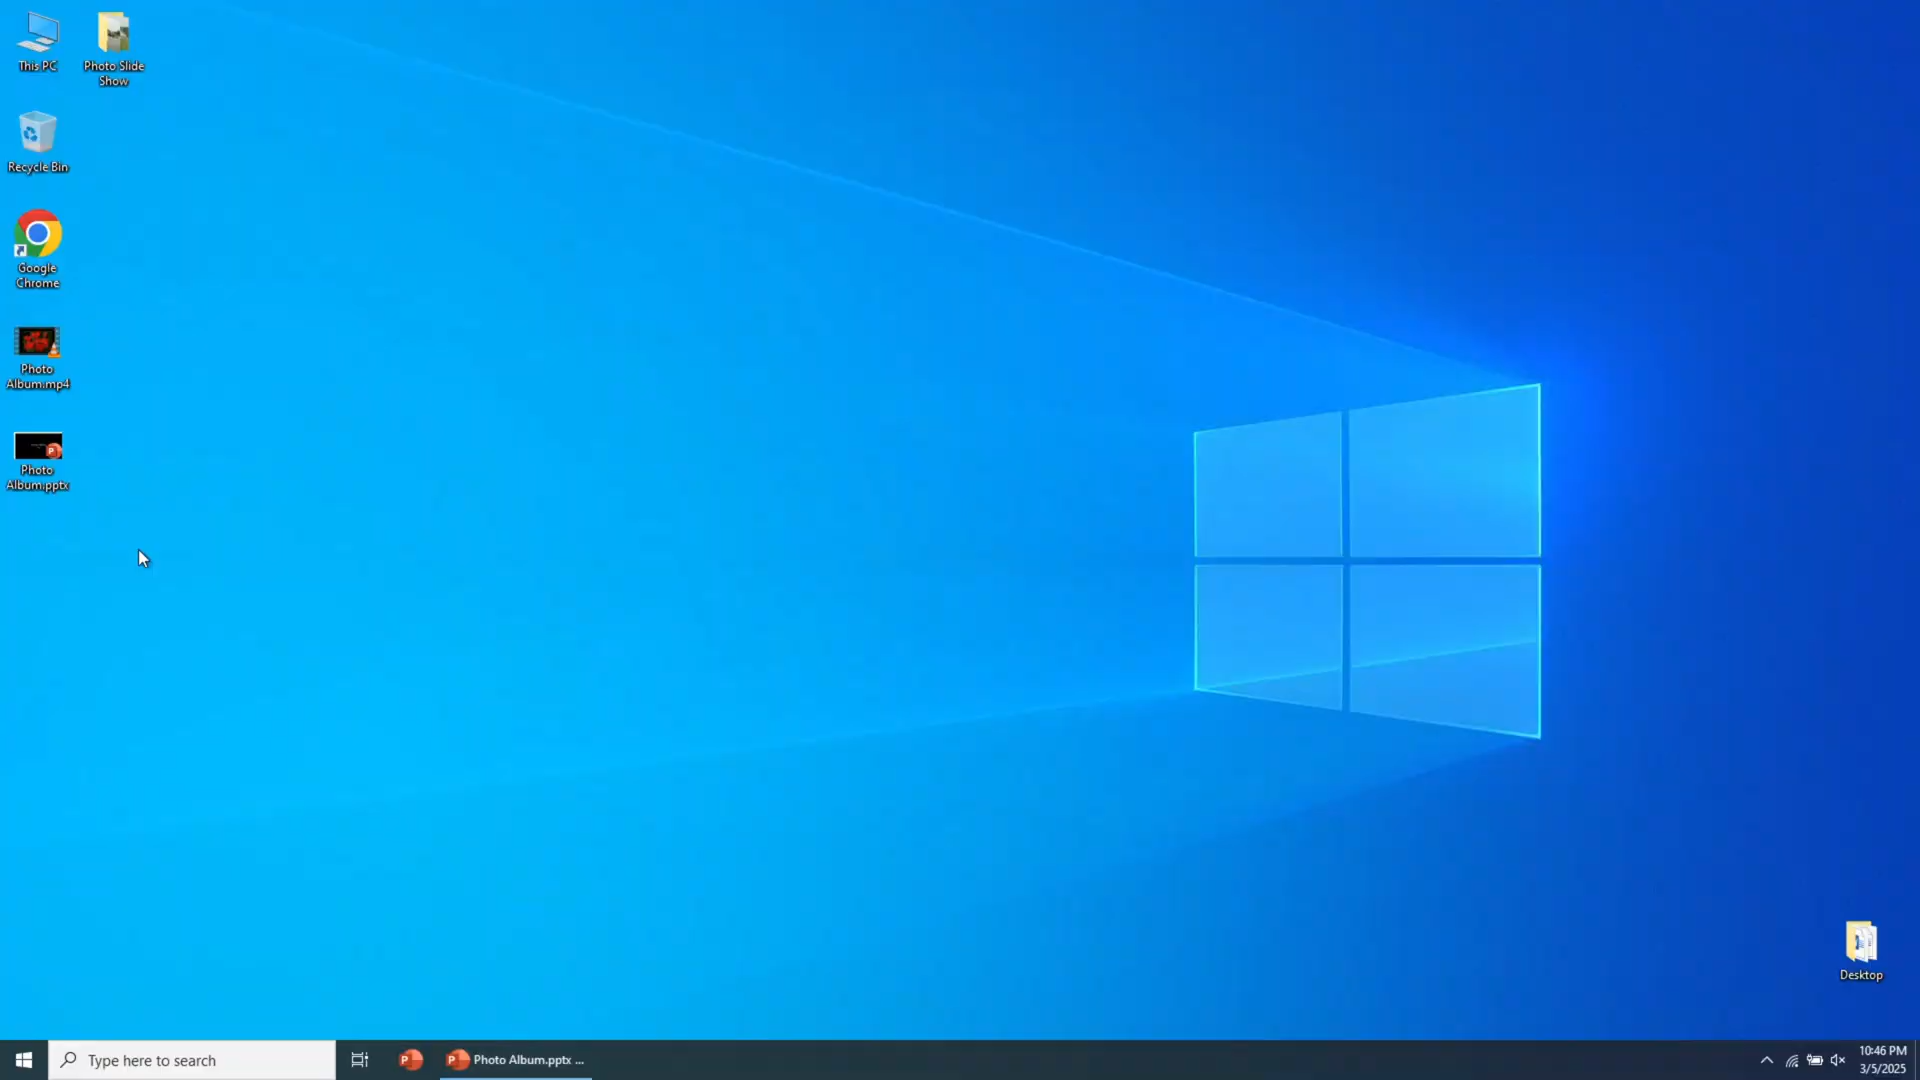 This PC
Photo Slide
Show
Recycle Bin
Google
Chrome
Photo
Album.mp4
Photo
Album.pptx
Desktop
Type here to search
Photo Album.pptx ...
10:46 PM
3/5/2025